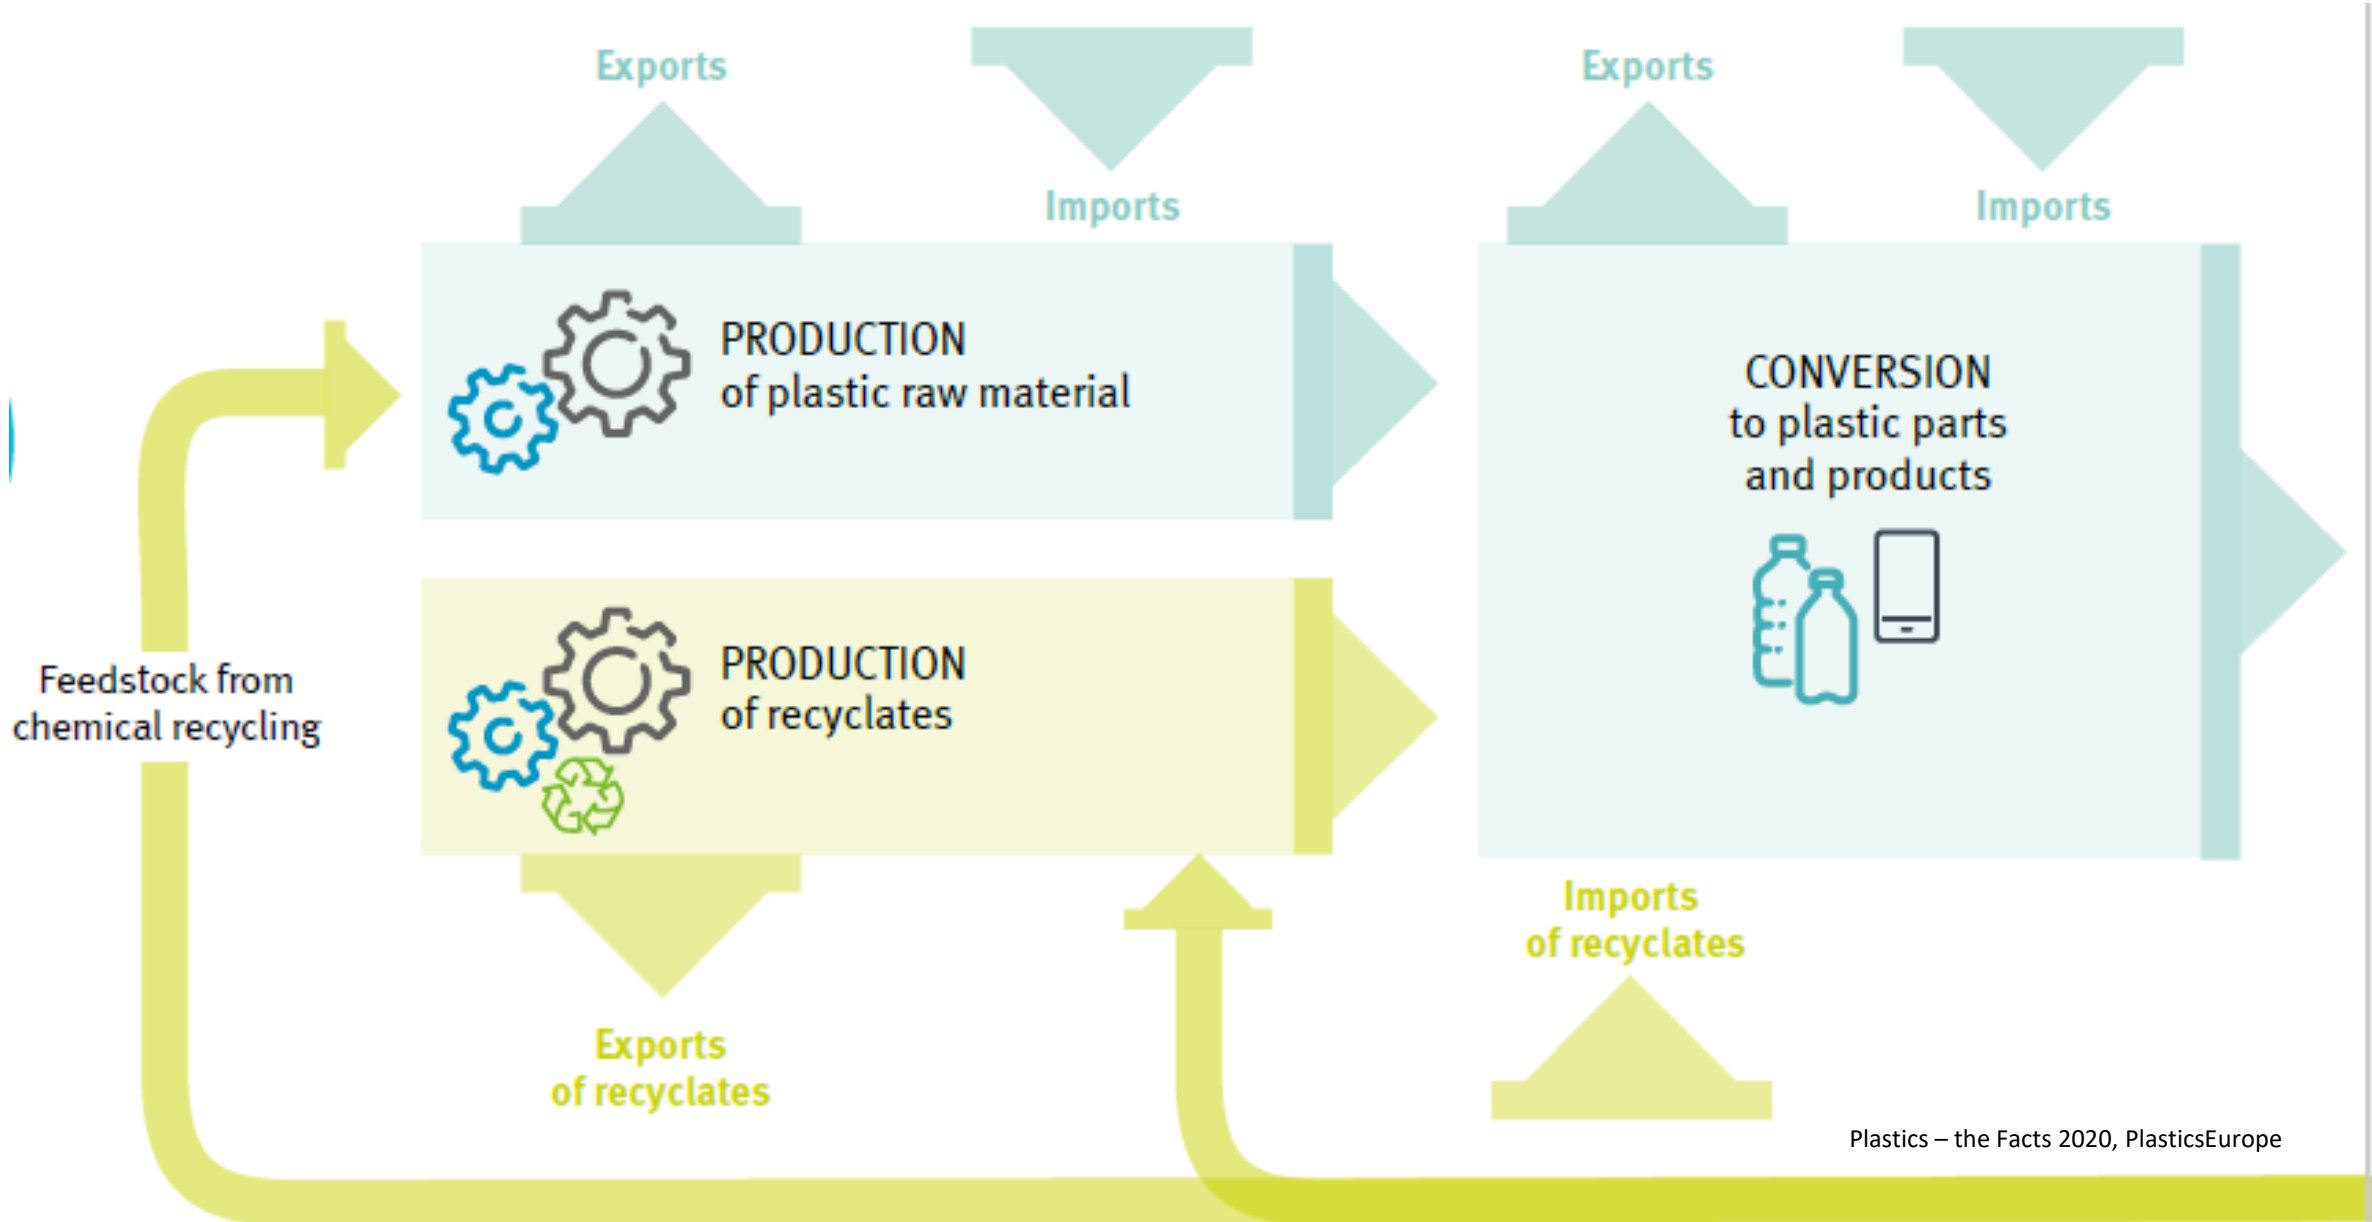 Exports
Imports
Exports
Imports
PRODUCTION
of plastic raw material
CONVERSION
to plastic parts
and products
Feedstock from
chemical recycling
PRODUCTION
of recyclates
Exports
of recyclates
Imports
of recyclates
Plastics – the Facts 2020, PlasticsEurope